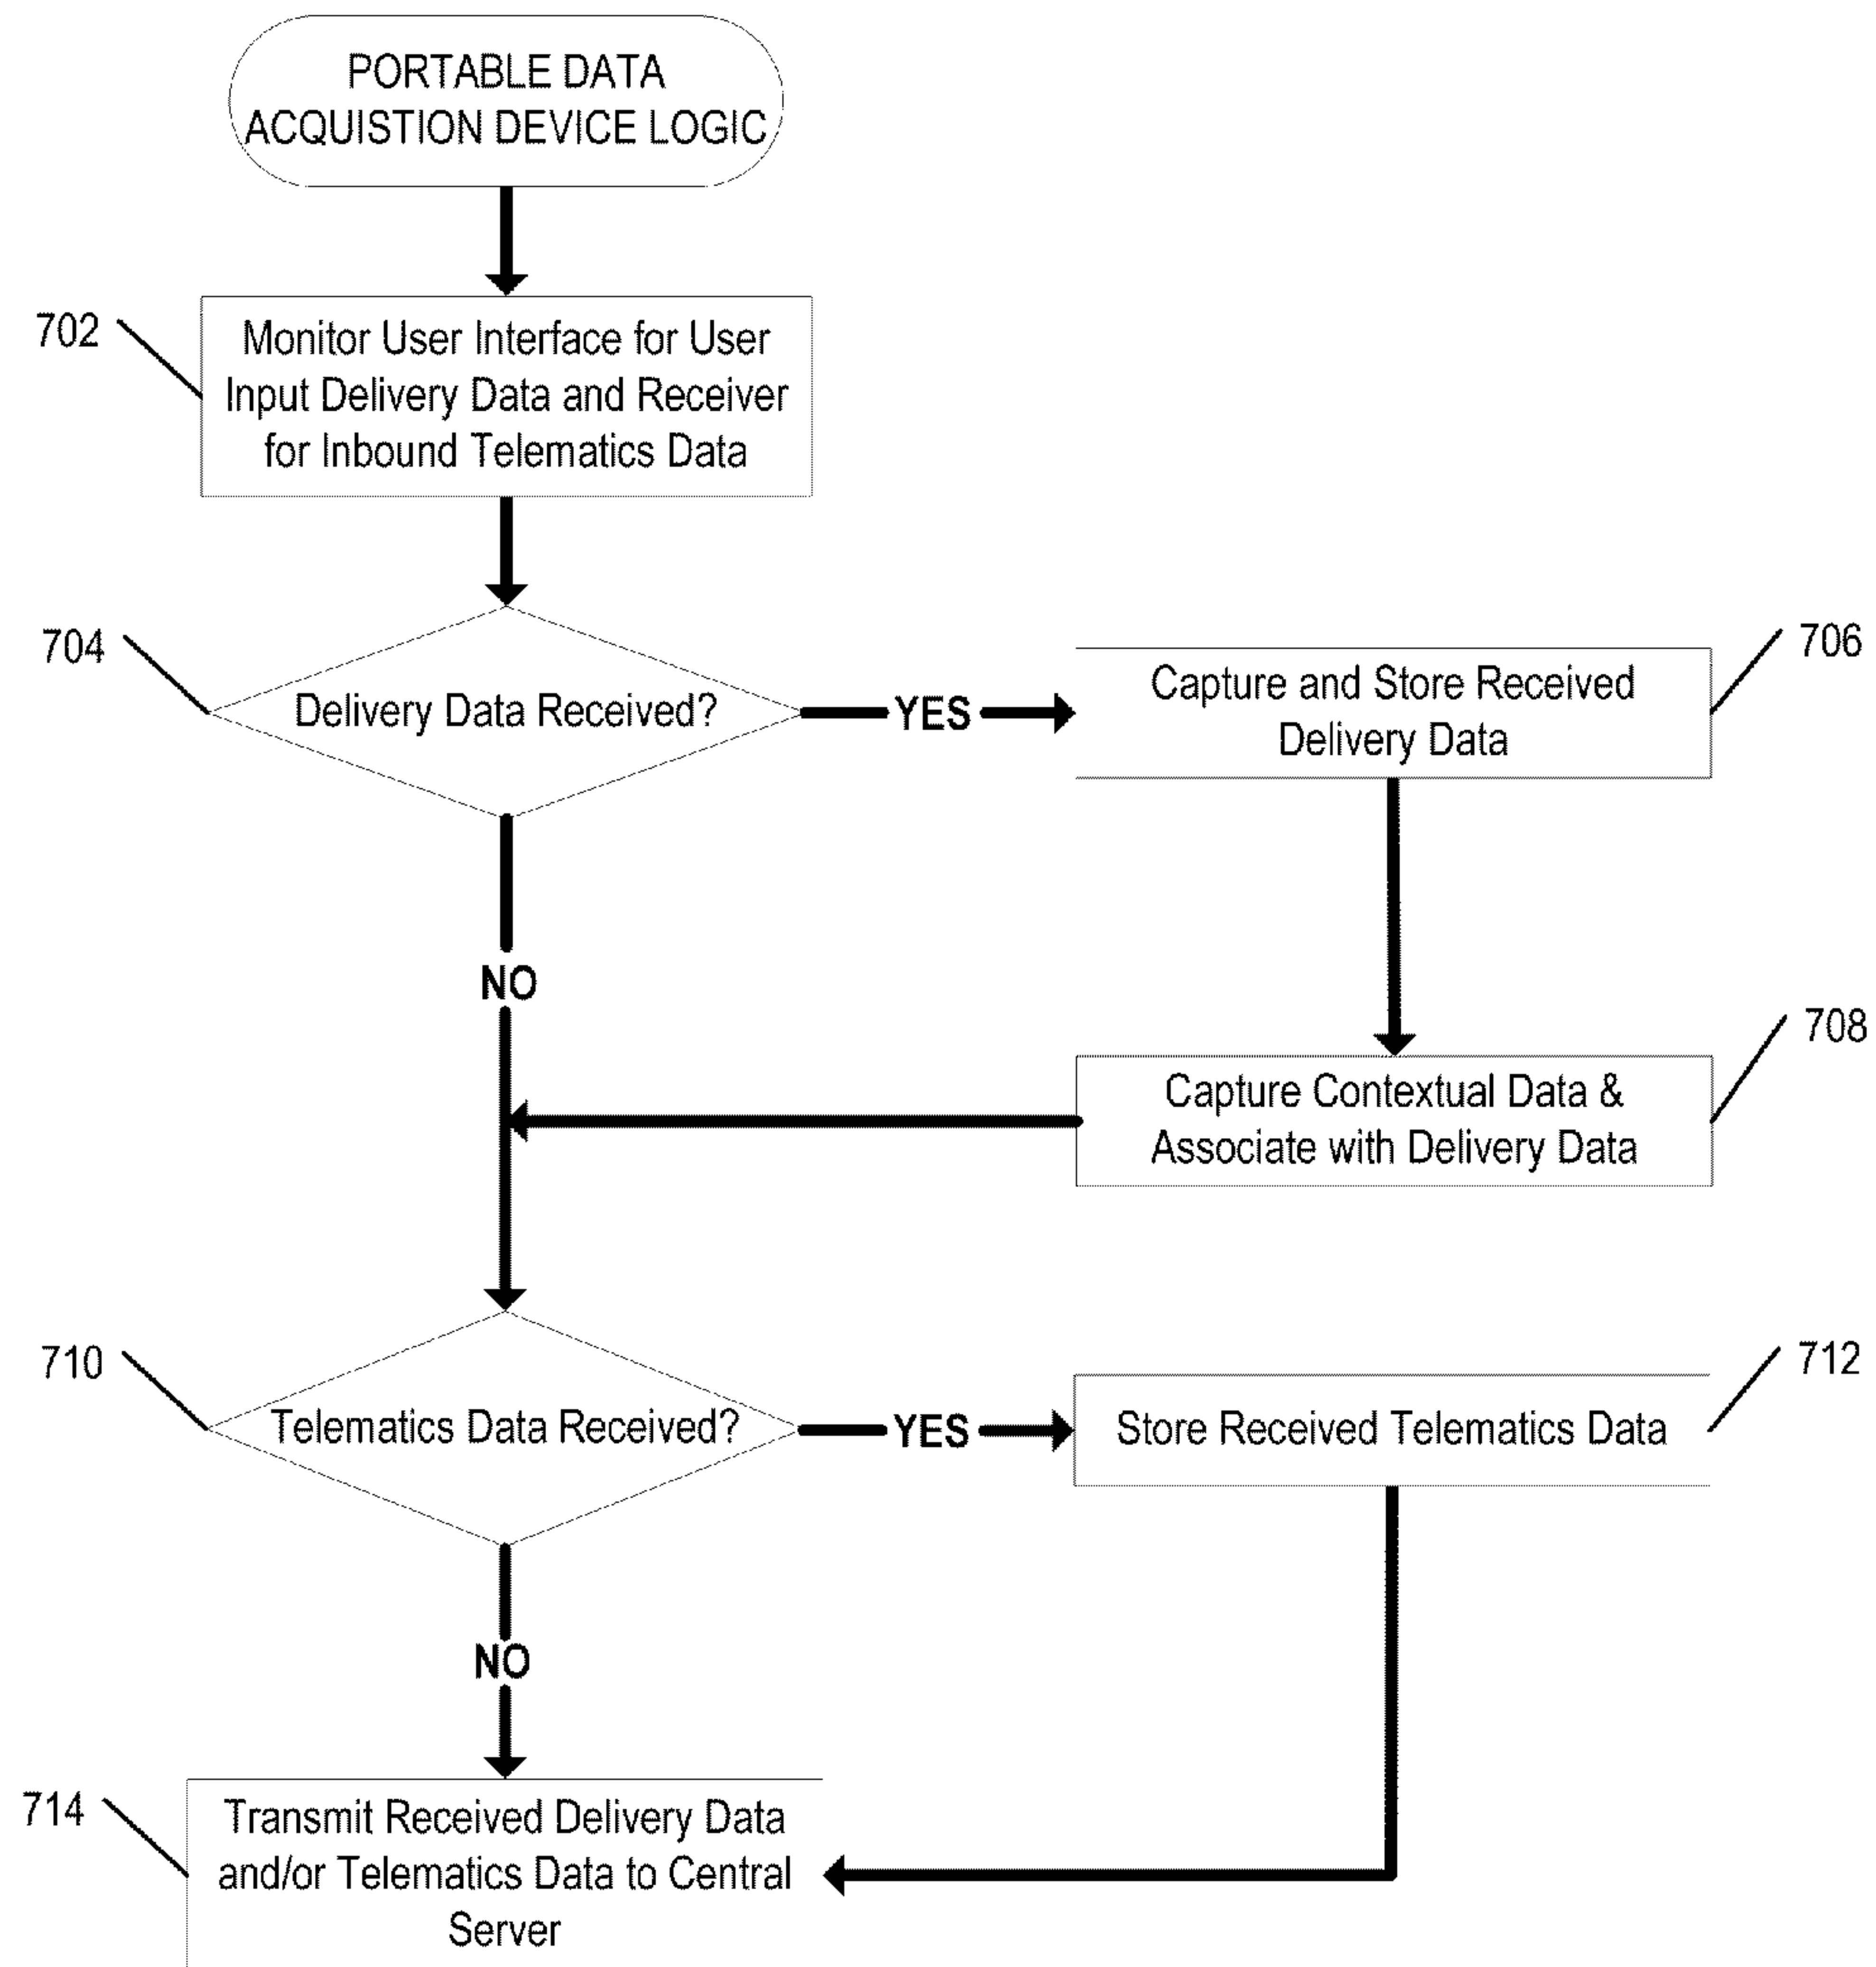 PORTABLE DATA
ACQUISTION DEVICE LOGIC
702
Monitor User Interface for User
Input Delivery Data and Receiver
for Inbound Telematics Data
704
Delivery Data Received?
YES
706
Capture and Store Received
Delivery Data
NO
708
Capture Contextual Data &
Associate with Delivery Data
710
Telematics Data Received?
YES
712
Store Received Telematics Data
NO
714
Transmit Received Delivery Data
and/or Telematics Data to Central
Server